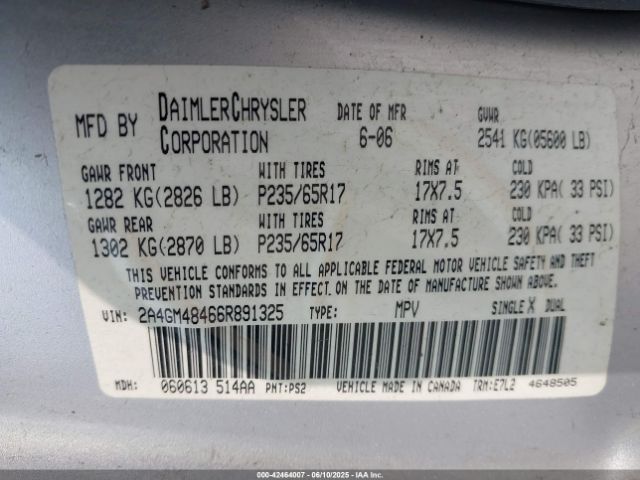 MFD BY DAIMLERCHRYSLER CORPORATION DATE OF MFR 6-06 GVWR 2541 KG(05600 LB)
GAWR FRONT WITH TIRES RIMS AT COLD
1282 KG(2826 LB) P235/65R17 17X7.5 230 KPA( 33 PSI)
GAWR REAR WITH TIRES RIMS AT COLD
1302 KG(2870 LB) P235/65R17 17X7.5 230 KPA( 33 PSI)
THIS VEHICLE CONFORMS TO ALL APPLICABLE FEDERAL MOTOR VEHICLE SAFETY AND THEFT
PREVENTION STANDARDS IN EFFECT ON THE DATE OF MANUFACTURE SHOWN ABOVE.
VIN: 2A4GM48466R891325 TYPE: MPV SINGLE X DUAL
MDH: 060613 514AA PNT:PS2 VEHICLE MADE IN CANADA TRM:E7L2 4648505
000-42464007 - 06/10/2025 - COPYRIGHT IAA, LLC.